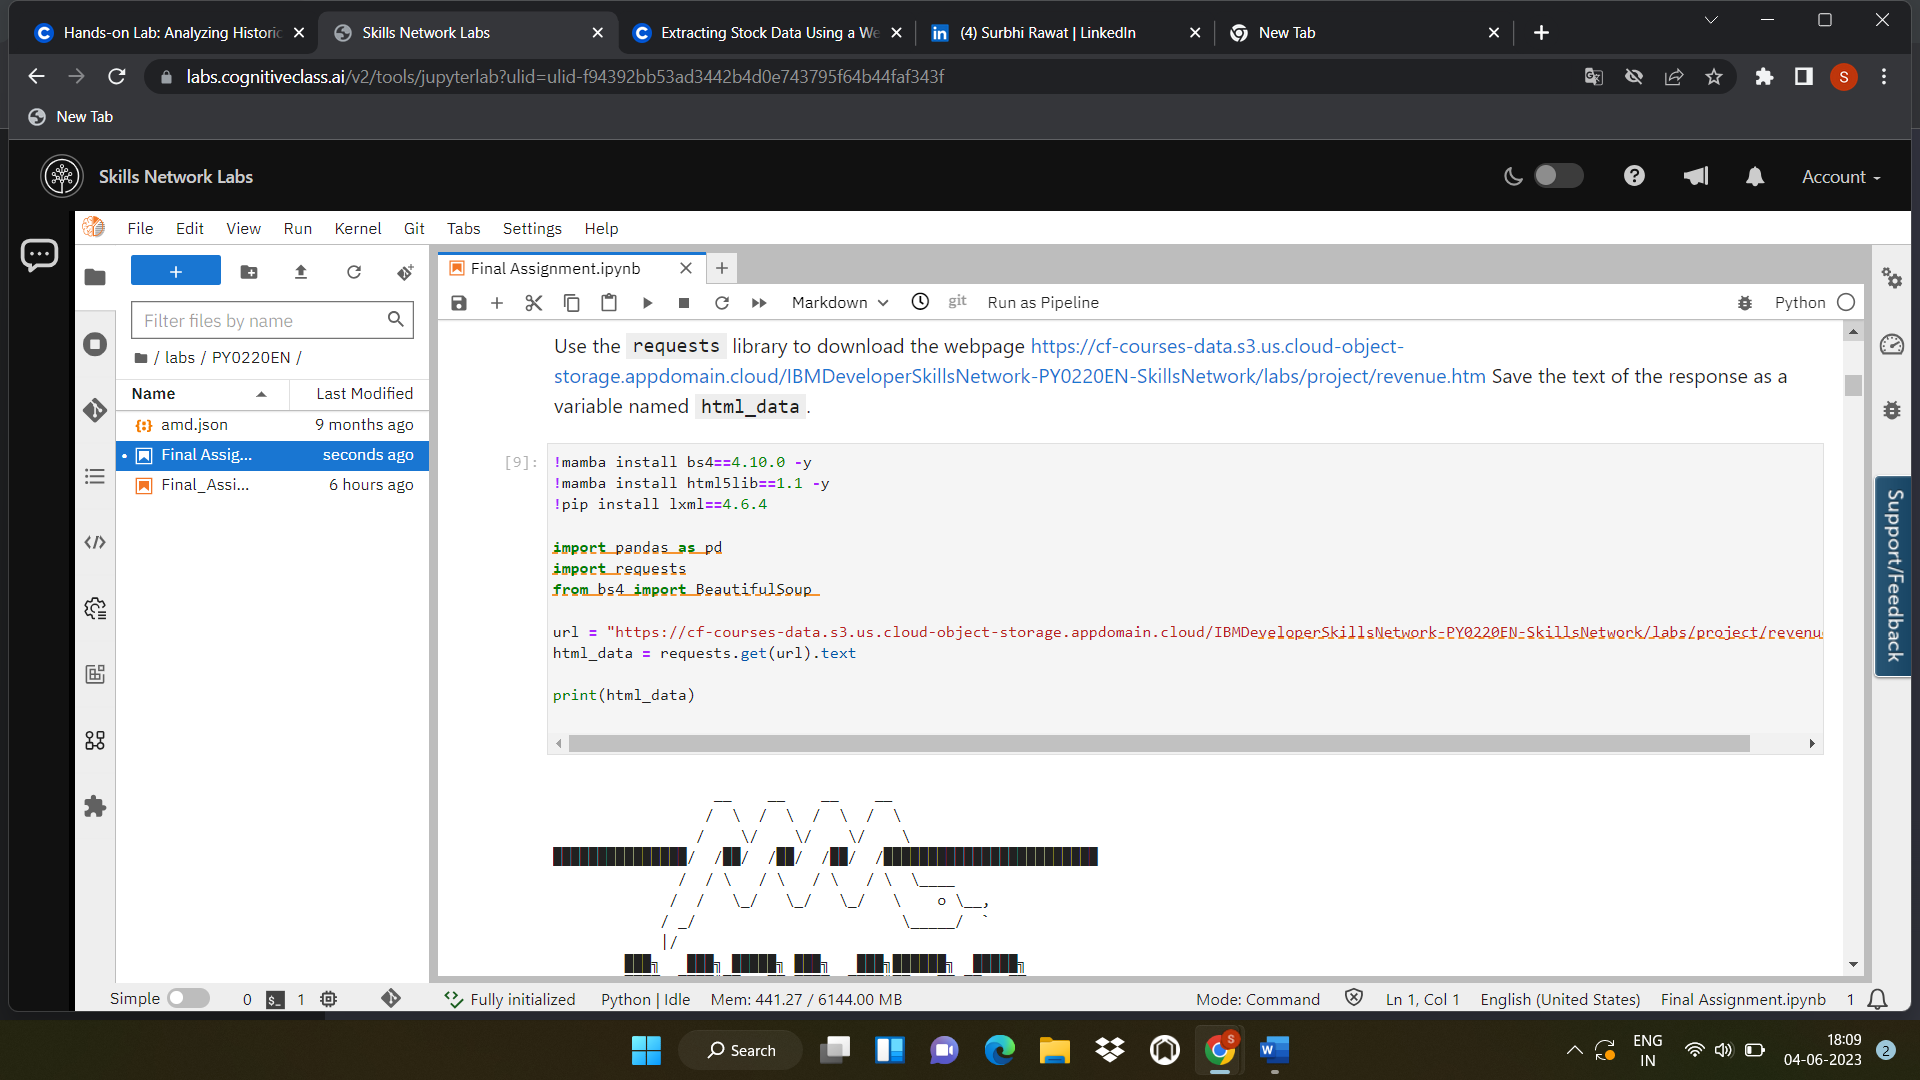 Hands-on Lab: Analyzing Historic
Skills Network Labs
Extracting Stock Data Using a We
(4) Surbhi Rawat | LinkedIn
New Tab
labs.cognitiveclass.ai/v2/tools/jupyterlab?ulid=ulid-f94392bb53ad3442b4d0e743795f64b44faf343f
S
New Tab
Skills Network Labs
Account
File Edit View Run Kernel Git Tabs Settings Help
Final Assignment.ipynb
Filter files by name
Markdown
git
Run as Pipeline
Python
/ labs / PY0220EN /
Name
Last Modified
amd.json 9 months ago
Final Assig... seconds ago
Final_Assi... 6 hours ago
Use the requests library to download the webpage https://cf-courses-data.s3.us.cloud-object-
storage.appdomain.cloud/IBMDeveloperSkillsNetwork-PY0220EN-SkillsNetwork/labs/project/revenue.htm Save the text of the response as a
variable named html_data .
[9]:
!mamba install bs4==4.10.0 -y
!mamba install html5lib==1.1 -y
!pip install lxml==4.6.4
import pandas as pd
import requests
from bs4 import BeautifulSoup
url = "https://cf-courses-data.s3.us.cloud-object-storage.appdomain.cloud/IBMDeveloperSkillsNetwork-PY0220EN-SkillsNetwork/labs/project/revenu
html_data = requests.get(url).text
print(html_data)
Support/Feedback
Simple 0 1 Fully initialized Python | Idle Mem: 441.27 / 6144.00 MB Mode: Command Ln 1, Col 1 English (United States) Final Assignment.ipynb 1
Search
ENG
IN
18:09
04-06-2023
2